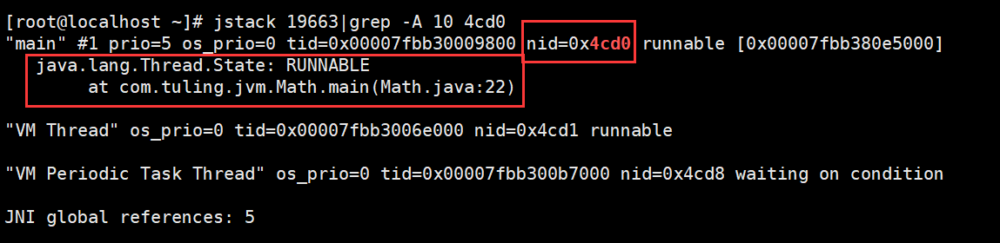 [root@localhost ~]# jstack 19663|grep -A 10 4cd0
"main" #1 prio=5 os_prio=0 tid=0x00007fbb30009800 nid=0x4cd0 runnable [0x00007fbb380e5000]
java.lang.Thread.State: RUNNABLE
at com.tuling.jvm.Math.main(Math.java:22)
"VM Thread" os_prio=0 tid=0x00007fbb3006e000 nid=0x4cd1 runnable
"VM Periodic Task Thread" os_prio=0 tid=0x00007fbb300b7000 nid=0x4cd8 waiting on condition
JNI global references: 5